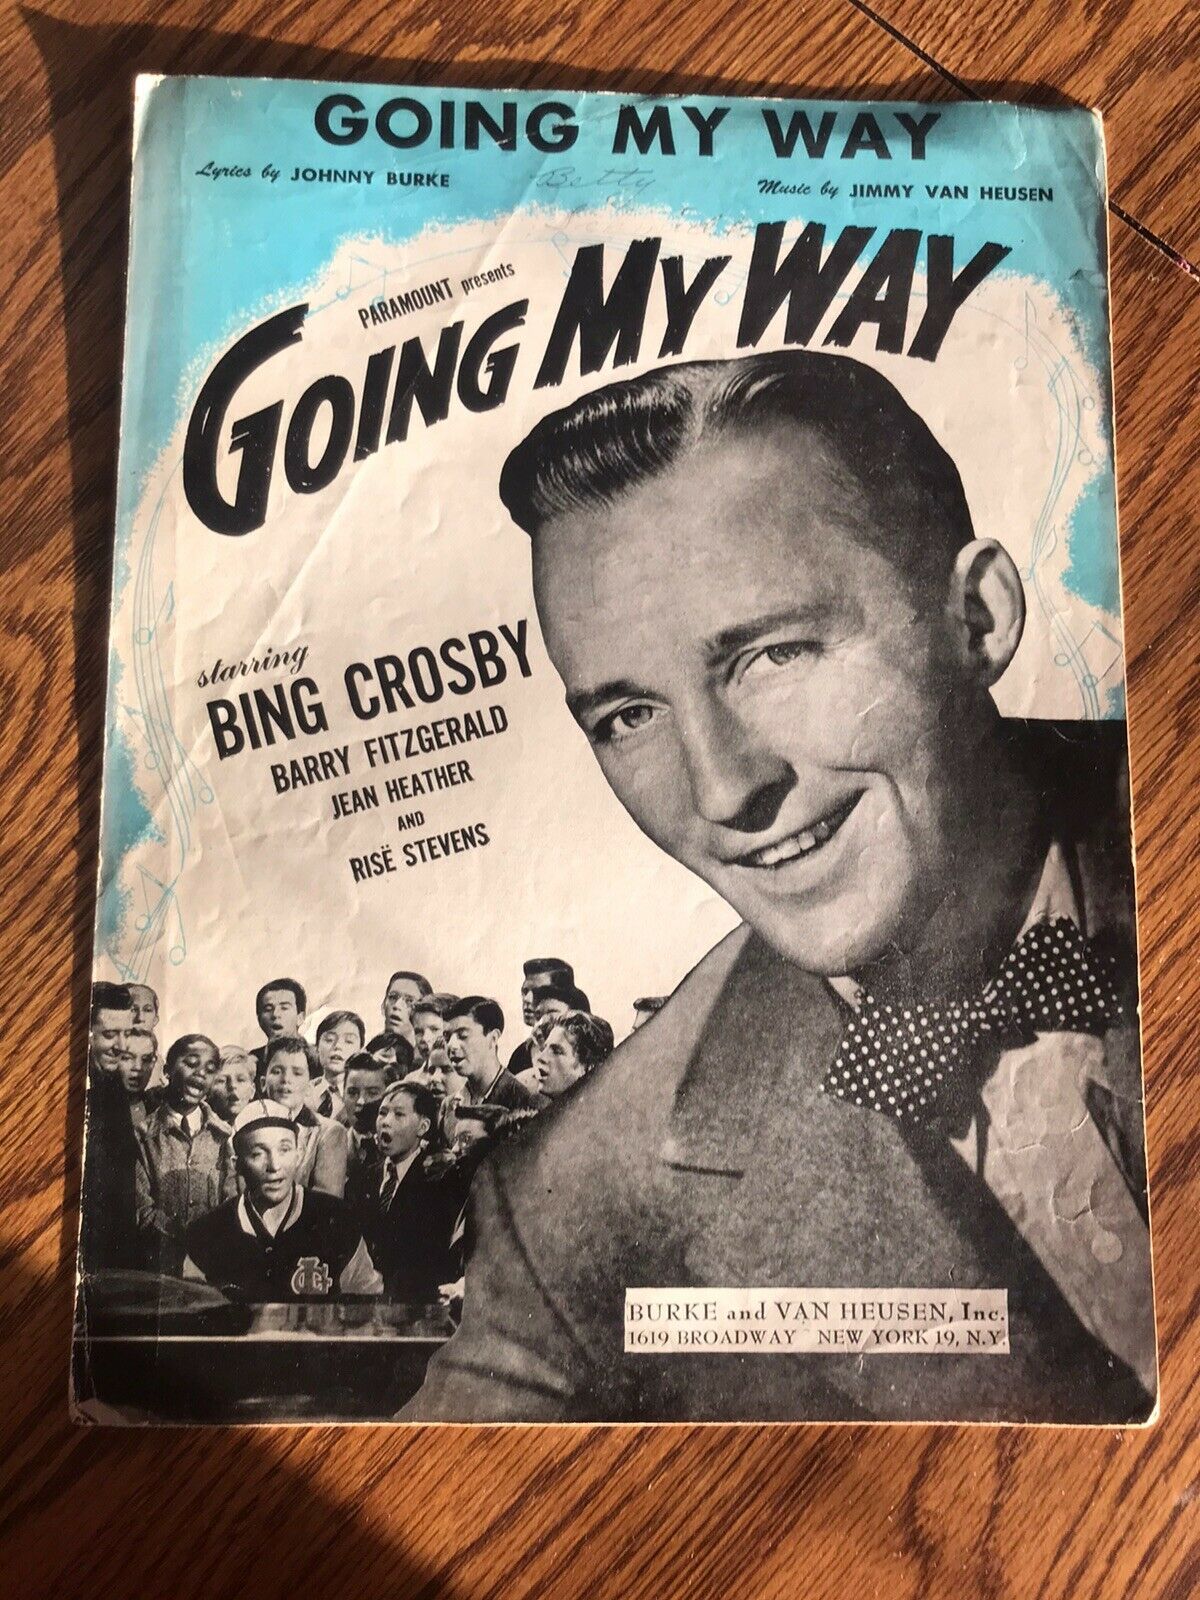 GOING MY WAY
Lyrics by JOHNNY BURKE
Betty
Music by JIMMY VAN HEUSEN
PARAMOUNT presents
GOING MY WAY
starring
BING CROSBY
BARRY FITZGERALD
JEAN HEATHER
AND
RISË STEVENS
BURKE and VAN HEUSEN, Inc.
1619 BROADWAY NEW YORK 19, N.Y.